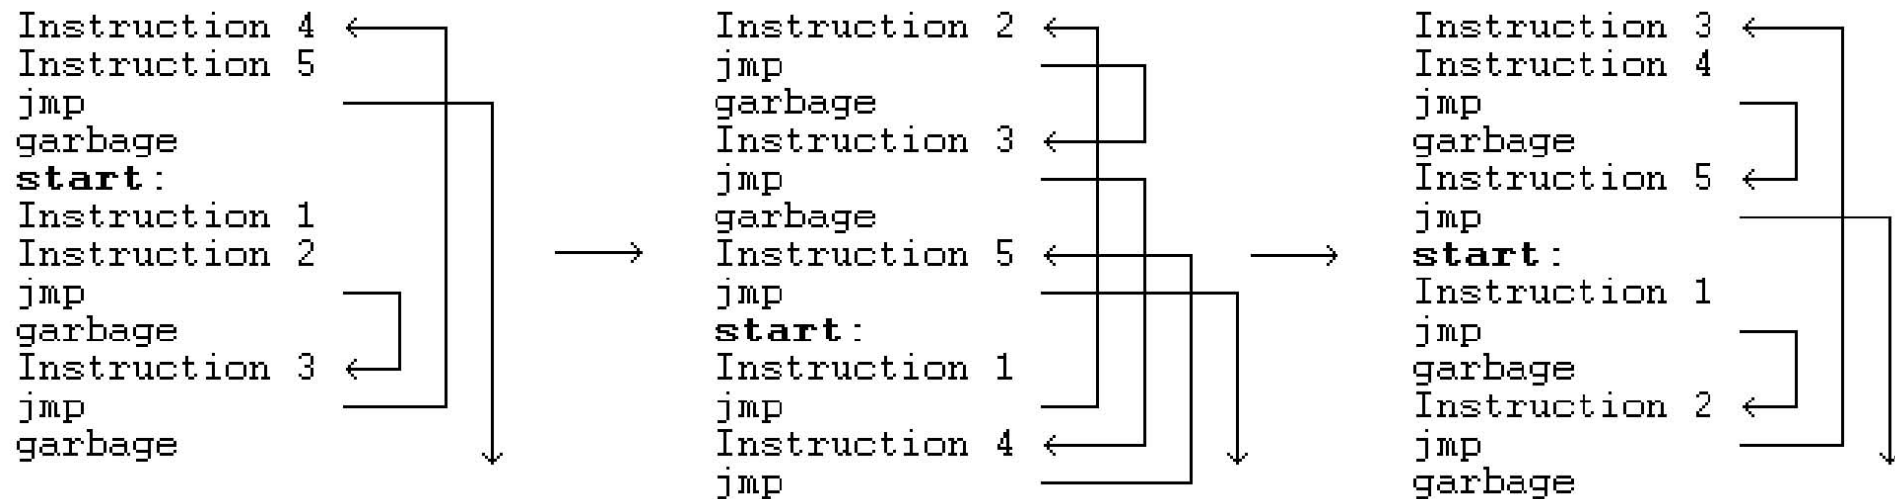 Instruction 4
Instruction 5
jmp
garbage
start:
Instruction 1
Instruction 2
jmp
garbage
Instruction 3
jmp
garbage
Instruction 2
jmp
garbage
Instruction 3
jmp
garbage
Instruction 5
jmp
start:
Instruction 1
jmp
Instruction 4
jmp
Instruction 3
Instruction 4
jmp
garbage
Instruction 5
jmp
start:
Instruction 1
jmp
garbage
Instruction 2
jmp
garbage